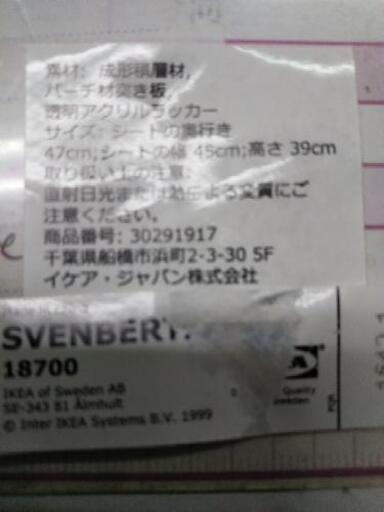 素材: 成形積層材,
バーチ材突き板,
透明アクリルラッカー
サイズ: シートの奥行き
47cm;シートの幅 45cm;高さ 39cm
取り扱い上の注意:
直射日光または
よる変質にご
注意ください。
商品番号: 30291917
千葉県船橋市浜町2-3-30 5F
イケア・ジャパン株式会社
SVENBERT
18700
IKEA of Sweden AB
SE-343 81 Älmhult
© Inter IKEA Systems B.V. 1999
Quality
Sweden